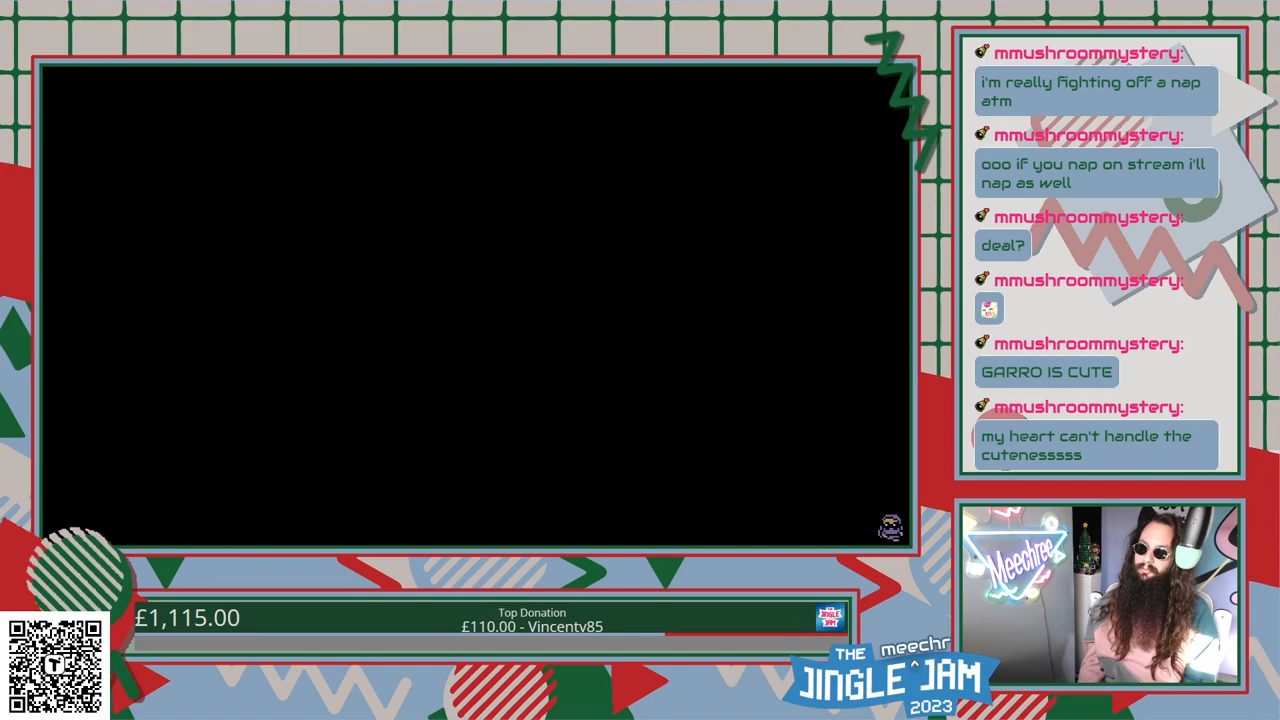 mmushroommystery:
i'm really fighting off a nap
atm
mmushroommystery:
ooo if you nap on stream i'll
nap as well
mmushroommystery:
deal?
mmushroommystery:
mmushroommystery:
GARRO IS CUTE
mmushroommystery:
my heart can't handle the
cutenesssss
Meechree
£1,115.00
Top Donation
£110.00 - Vincentv85
JINGLE
JAM
THE meechr
JINGLE JAM
2023
T